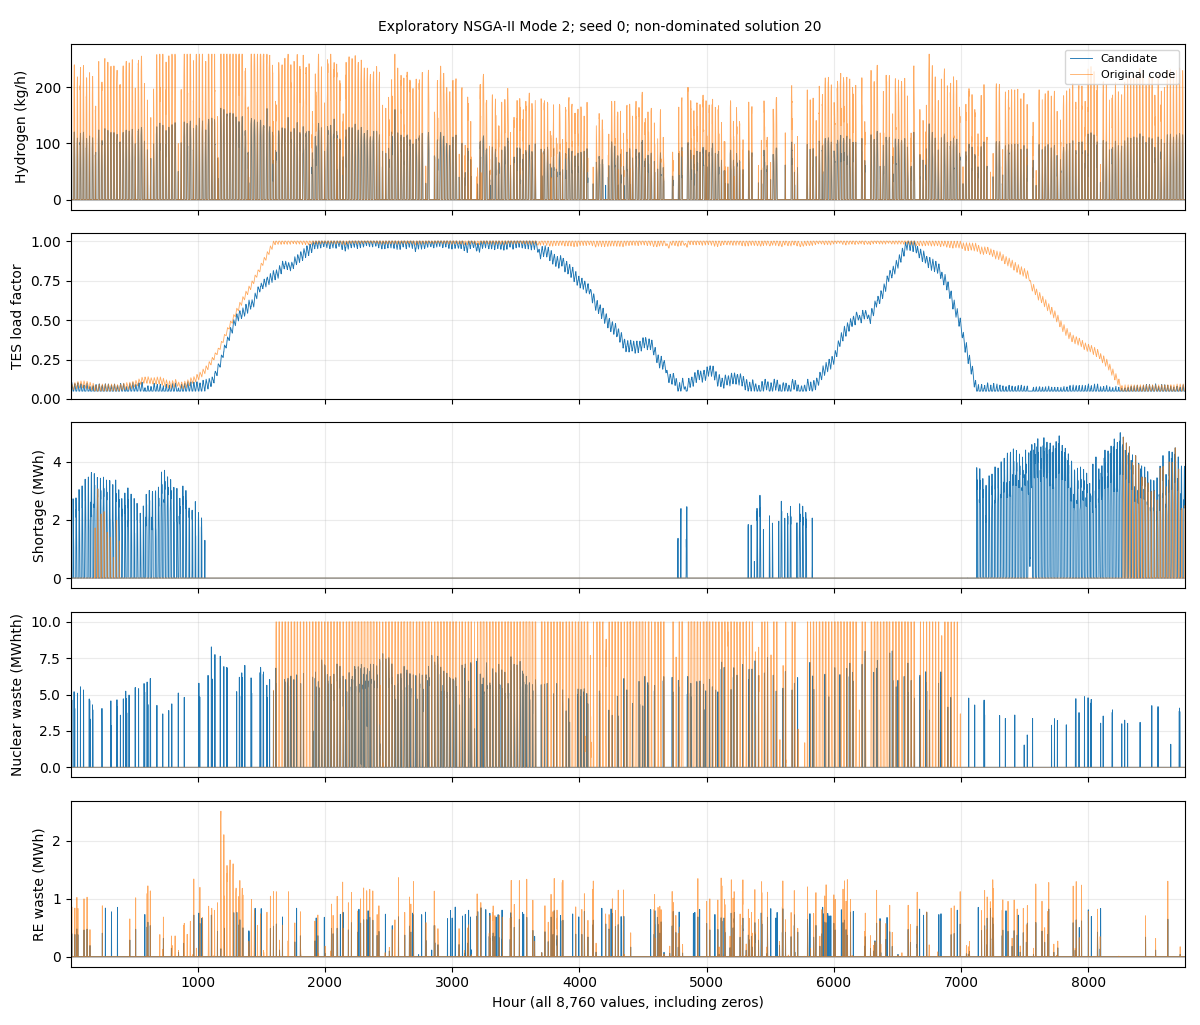 Exploratory NSGA-II Mode 2; seed 0; non-dominated solution 20
Hydrogen (kg/h)
200
100
0
Candidate
Original code
TES load factor
1.00
0.75
0.50
0.25
0.00
Shortage (MWh)
4
2
0
Nuclear waste (MWhth)
10.0
7.5
5.0
2.5
0.0
RE waste (MWh)
2
1
0
1000 2000 3000 4000 5000 6000 7000 8000
Hour (all 8,760 values, including zeros)